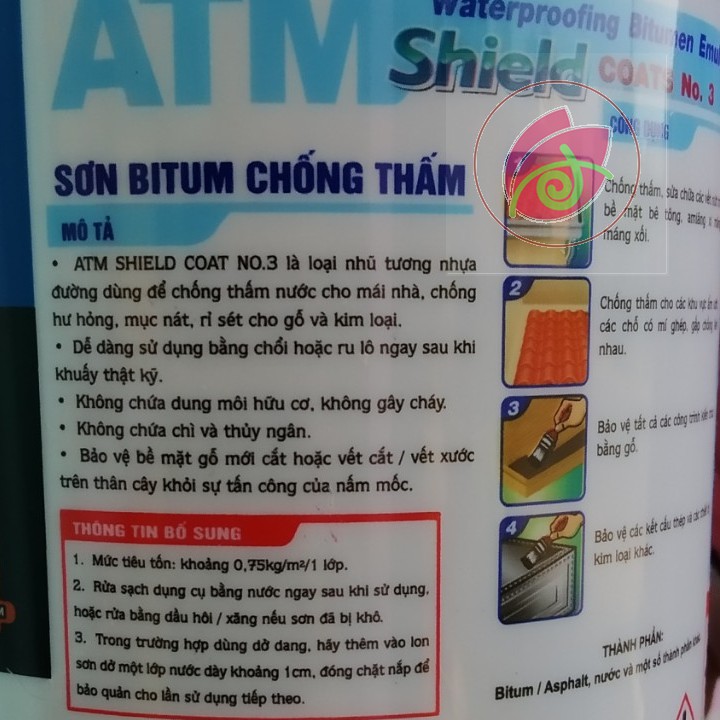 ATM
Waterproofing Bitumen
Shield COATS No. 3
SƠN BITUM CHỐNG THẤM
MÔ TẢ
• ATM SHIELD COAT NO.3 là loại nhũ tương nhựa
đường dùng để chống thấm nước cho mái nhà, chống
hư hỏng, mục nát, rỉ sét cho gỗ và kim loại.
• Dễ dàng sử dụng bằng chổi hoặc ru lô ngay sau khi
khuấy thật kỹ.
• Không chứa dung môi hữu cơ, không gây cháy.
• Không chứa chì và thủy ngân.
• Bảo vệ bề mặt gỗ mới cắt hoặc vết cắt / vết xước
trên thân cây khỏi sự tấn công của nấm mốc.
THÔNG TIN BỔ SUNG
1. Mức tiêu tốn: khoảng 0,75kg/m²/1 lớp.
2. Rửa sạch dụng cụ bằng nước ngay sau khi sử dụng,
hoặc rửa bằng dầu hôi / xăng nếu sơn đã bị khô.
3. Trong trường hợp dùng dở dang, hãy thêm vào lon
sơn dở một lớp nước dày khoảng 1cm, đóng chặt nắp để
bảo quản cho lần sử dụng tiếp theo.
CÔNG DỤNG
1
Chống thấm, sửa chữa các vết
bề mặt bê tông, amiăng
máng xối.
2
Chống thấm cho các khu vực
các chỗ có mí ghép, gấp
nhau.
3
Bảo vệ tất cả các công trình
bằng gỗ.
4
Bảo vệ các kết cấu thép và các
kim loại khác.
THÀNH PHẦN:
Bitum / Asphalt, nước và một số thành phần khác.